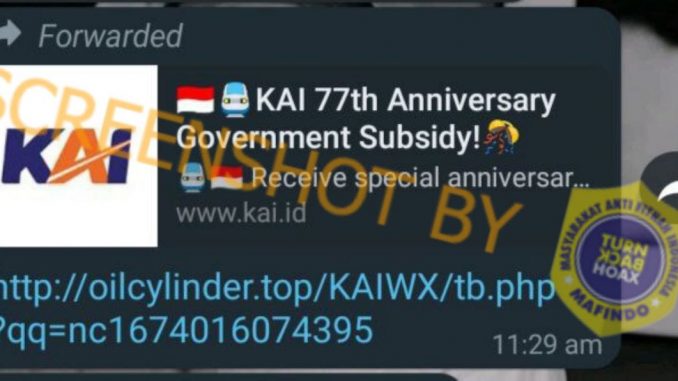 Forwarded
KAI
KAI 77th Anniversary
Government Subsidy!
Receive special anniversar...
www.kai.id
http://oilcylinder.top/KAIWX/tb.php
?qq=nc1674016074395
11:29 am
SCREENSHOT BY
MASYARAKAT ANTI FITNAH INDONESIA
TURN
BACK
HOAX
MAFINDO